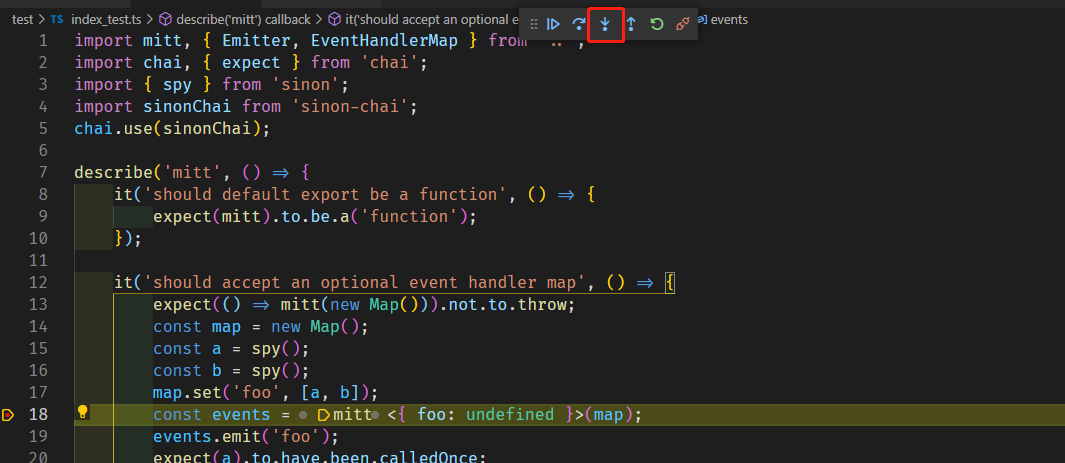 test > TS index_test.ts > describe('mitt') callback > it('should accept an optional e events
1 import mitt, { Emitter, EventHandlerMap } from '..';
2 import chai, { expect } from 'chai';
3 import { spy } from 'sinon';
4 import sinonChai from 'sinon-chai';
5 chai.use(sinonChai);
6
7 describe('mitt', () => {
8 it('should default export be a function', () => {
9 expect(mitt).to.be.a('function');
10 });
11
12 it('should accept an optional event handler map', () => {
13 expect(() => mitt(new Map())).not.to.throw;
14 const map = new Map();
15 const a = spy();
16 const b = spy();
17 map.set('foo', [a, b]);
18 const events = mitt <{ foo: undefined }>(map);
19 events.emit('foo');
20 expect(a).to.have.been.calledOnce;